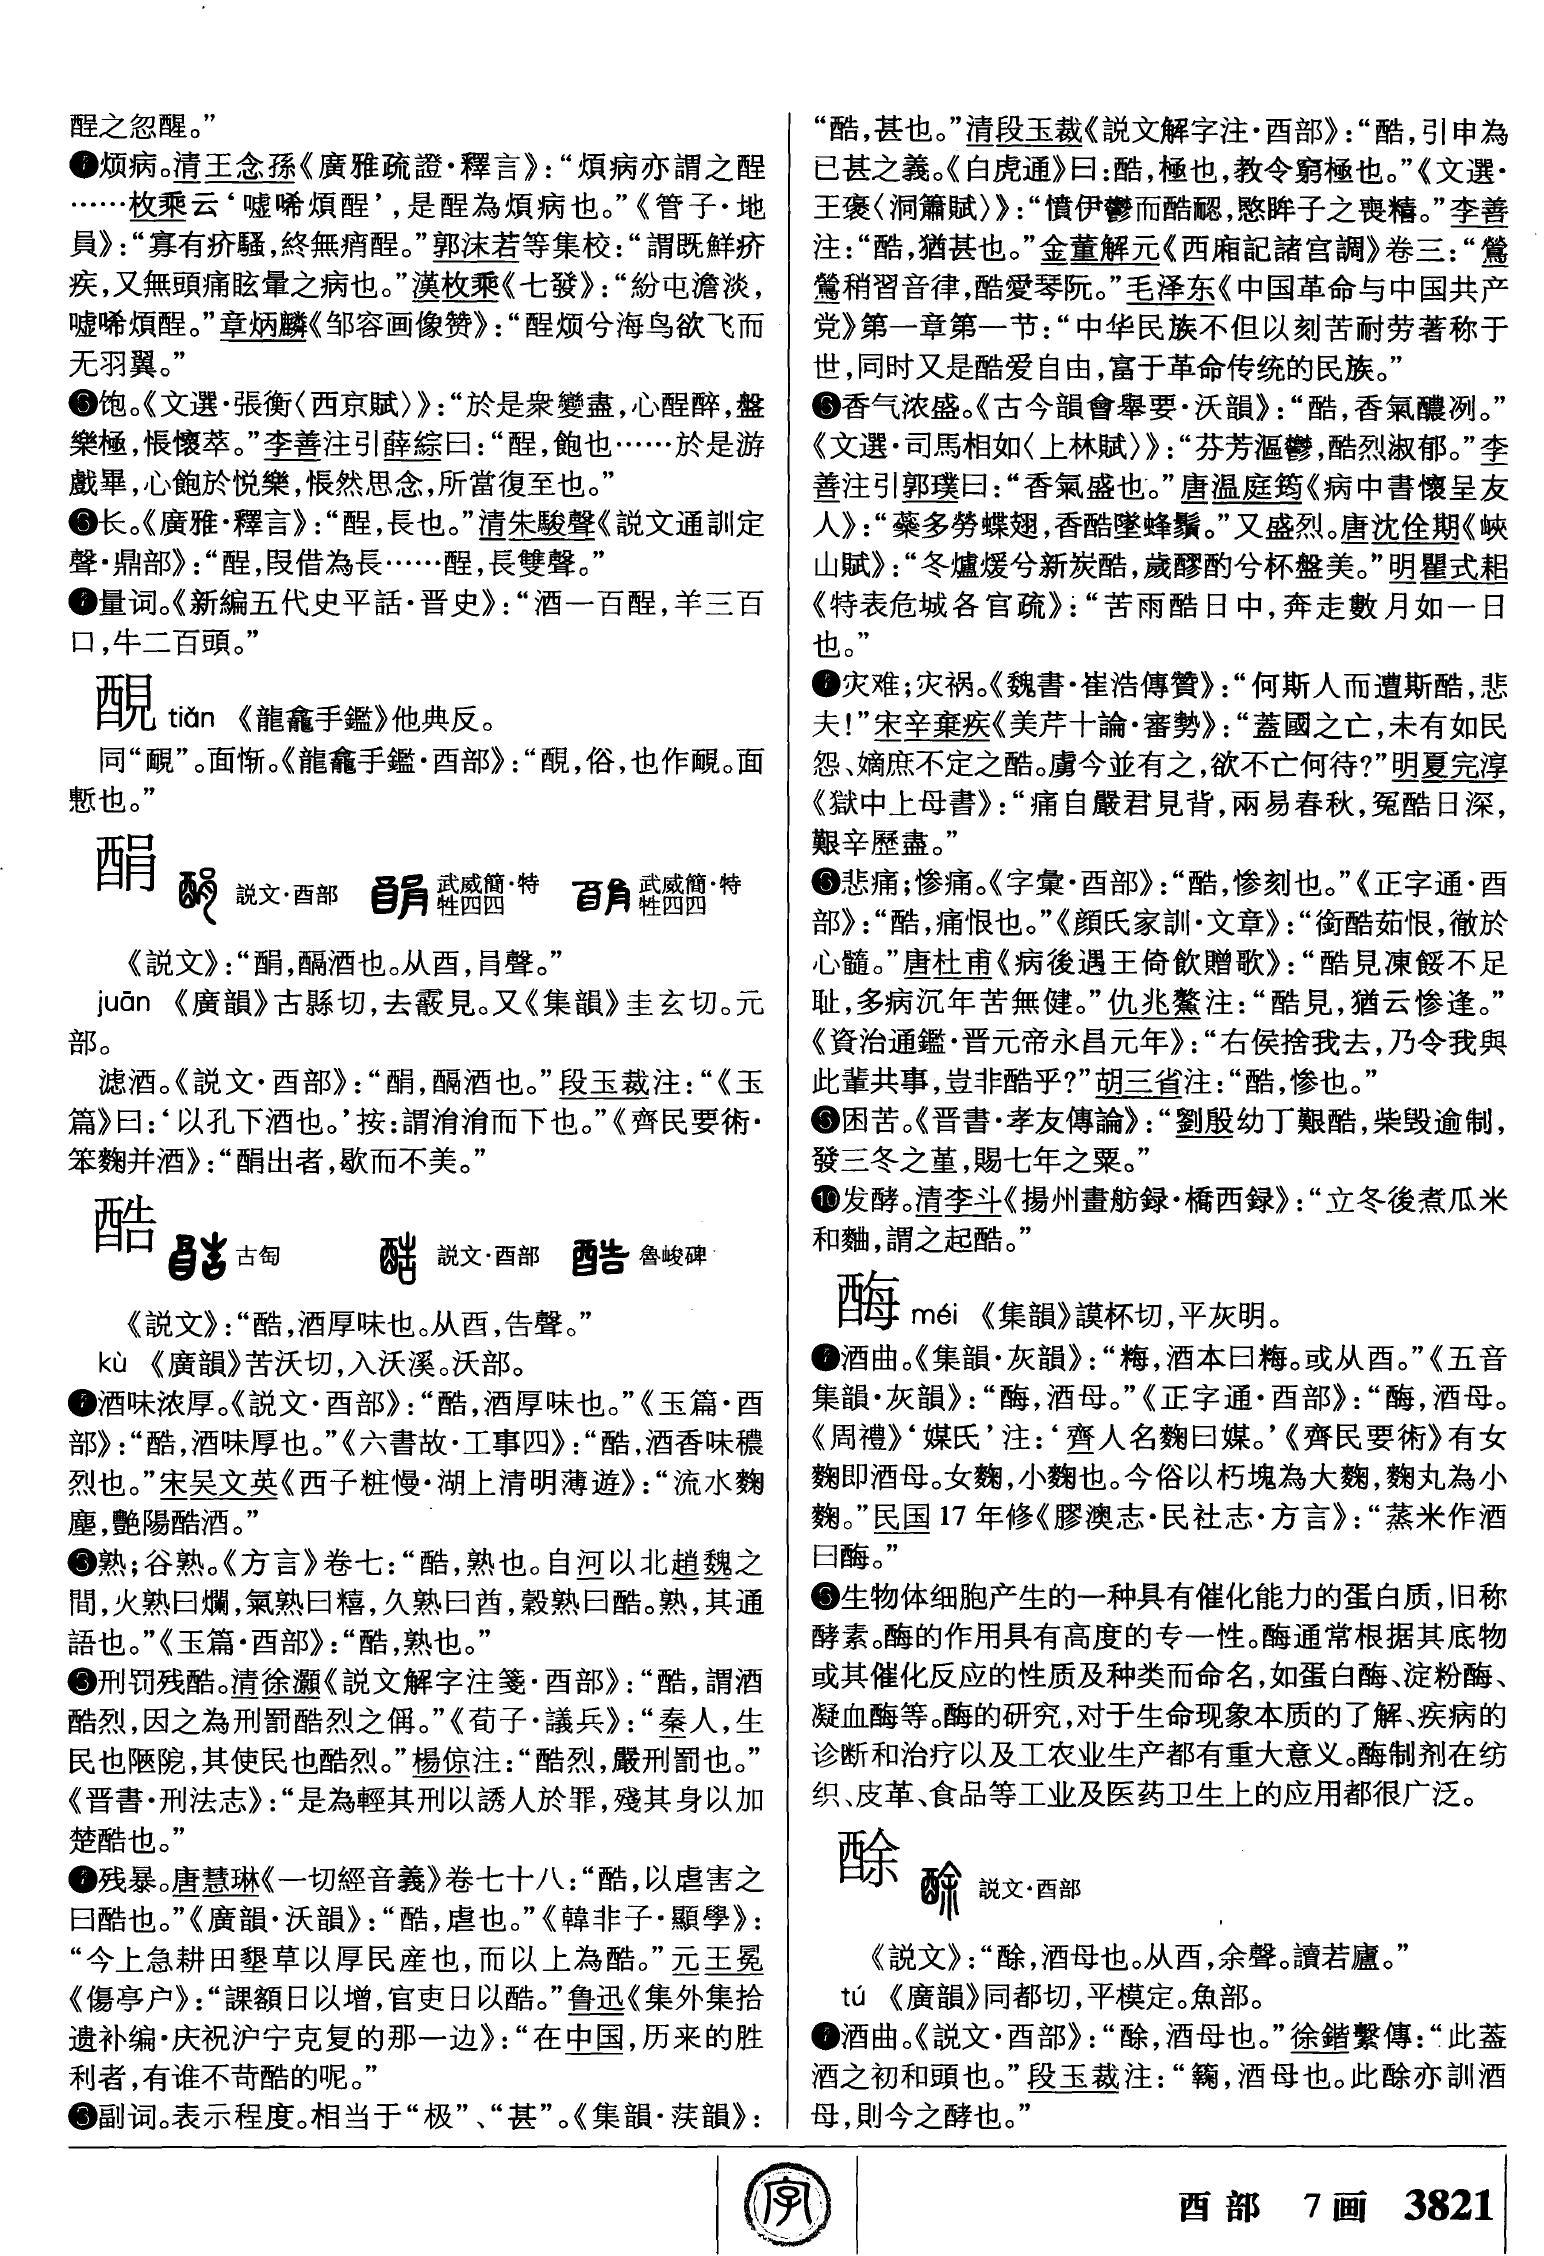 酲之忽醒。”
烦病。清王念孫《廣雅疏證·釋言》：“煩病亦謂之酲
……枚乘云‘噓唏煩酲’，是酲為煩病也。”《管子·地
員》：“寡有疥騷，終無痟酲。”郭沫若等集校：“謂既鮮疥
疾，又無頭痛眩暈之病也。”漢枚乘《七發》：“紛屯澹淡，
噓唏煩酲。”章炳麟《邹容画像赞》：“酲烦兮海鸟欲飞而
无羽翼。”
饱。《文選·張衡〈西京賦〉》：“於是衆變盡，心酲醉，盤
樂極，悵懷萃。”李善注引薛綜曰：“酲，飽也……於是游
戲畢，心飽於悦樂，悵然思念，所當復至也。”
长。《廣雅·釋言》：“酲，長也。”清朱駿聲《説文通訓定
聲·鼎部》：“酲，叚借為長……酲，長雙聲。”
量词。《新編五代史平話·晋史》：“酒一百酲，羊三百
口，牛二百頭。”
䩄 tiǎn 《龍龕手鑑》他典反。
同“靦”。面惭。《龍龕手鑑·酉部》：“，俗，也作靦。面
慙也。”
酳 説文·酉部 武威簡·特牲四四 武威簡·特牲四四
《説文》：“酮，醨酒也。从酉，肙聲。”
juān 《廣韻》古縣切，去霰見。又《集韻》圭玄切。元
部。
滤酒。《説文·酉部》：“，酒也。”段玉裁注：“《玉
篇》曰：‘以孔下酒也。’按：謂涓涓而下也。”《齊民要術·
笨麴并酒》：“出者，歇而不美。”
酷 古匋 説文·酉部 魯峻碑
《説文》：“酷，酒厚味也。从酉，告聲。”
kù 《廣韻》苦沃切，入沃溪。沃部。
酒味浓厚。《説文·酉部》：“酷，酒厚味也。”《玉篇·酉
部》：“酷，酒味厚也。”《六書故·工事四》：“酷，酒香味穠
烈也。”宋吴文英《西子粧慢·湖上清明薄遊》：“流水麴
塵，艷陽酷酒。”
熟；谷熟。《方言》卷七：“酷，熟也。自河以北趙魏之
間，火熟曰爛，氣熟曰糦，久熟曰酋，穀熟曰酷。熟，其通
語也。”《玉篇·酉部》：“酷，熟也。”
刑罚残酷。清徐灝《説文解字注箋·酉部》：“酷，謂酒
酷烈，因之為刑罰酷烈之偁。”《荀子·議兵》：“秦人，生
民也陿阸，其使民也酷烈。”楊倞注：“酷烈，嚴刑罰也。”
《晋書·刑法志》：“是為輕其刑以誘人於罪，殘其身以加
楚酷也。”
残暴。唐慧琳《一切經音義》卷七十八：“酷，以虐害之
曰酷也。”《廣韻·沃韻》：“酷，虐也。”《韓非子·顯學》：
“今上急耕田墾草以厚民産也，而以上為酷。”元王冕
《傷亭户》：“課額日以增，官吏日以酷。”鲁迅《集外集拾
遗补编·庆祝沪宁克复的那一边》：“在中国，历来的胜
利者，有谁不苛酷的呢。”
副词。表示程度。相当于“极”、“甚”。《集韻·䓇韻》：
“酷，甚也。”清段玉裁《説文解字注·酉部》：“酷，引申為
已甚之義。《白虎通》曰：酷，極也，教令窮極也。”《文選·
王褒〈洞簫賦〉》：“憤伊鬱而酷䎡，愍眸子之喪精。”李善
注：“酷，猶甚也。”金董解元《西廂記諸宫調》卷三：“鶯
鶯稍習音律，酷愛琴阮。”毛泽东《中国革命与中国共产
党》第一章第一节：“中华民族不但以刻苦耐劳著称于
世，同时又是酷爱自由，富于革命传统的民族。”
香气浓盛。《古今韻會舉要·沃韻》：“酷，香氣醲冽。”
《文選·司馬相如〈上林賦〉》：“芬芳漚鬱，酷烈淑郁。”李
善注引郭璞曰：“香氣盛也。”唐温庭筠《病中書懷呈友
人》：“蘂多勞蝶翅，香酷墜蜂鬚。”又盛烈。唐沈佺期《峽
山賦》：“冬爐煖兮新炭酷，歲醪酌兮杯盤美。”明瞿式耜
《特表危城各官疏》：“苦雨酷日中，奔走數月如一日
也。”
灾难；灾祸。《魏書·崔浩傳贊》：“何斯人而遭斯酷，悲
夫！”宋辛棄疾《美芹十論·審勢》：“蓋國之亡，未有如民
怨、嫡庶不定之酷。虜今並有之，欲不亡何待？”明夏完淳
《獄中上母書》：“痛自嚴君見背，兩易春秋，冤酷日深，
艱辛歷盡。”
悲痛；惨痛。《字彙·酉部》：“酷，惨刻也。”《正字通·酉
部》：“酷，痛恨也。”《顔氏家訓·文章》：“銜酷茹恨，徹於
心髓。”唐杜甫《病後遇王倚飲贈歌》：“酷見凍餒不足
耻，多病沉年苦無健。”仇兆鰲注：“酷見，猶云惨逢。”
《資治通鑑·晋元帝永昌元年》：“右侯捨我去，乃令我與
此輩共事，豈非酷乎？”胡三省注：“酷，惨也。”
困苦。《晋書·孝友傳論》：“劉殷幼丁艱酷，柴毁逾制，
發三冬之堇，賜七年之粟。”
❿发酵。清李斗《揚州畫舫録·橋西録》：“立冬後煮瓜米
和麯，謂之起酷。”
酶 méi 《集韻》謨杯切，平灰明。
酒曲。《集韻·灰韻》：“䊈，酒本曰䊈。或从酉。”《五音
集韻·灰韻》：“酶，酒母。”《正字通·酉部》：“酶，酒母。
《周禮》‘媒氏’注：‘齊人名麴曰媒。’《齊民要術》有女
麴即酒母。女麴，小麴也。今俗以朽塊為大麴，麴丸為小
麴。”民国17年修《膠澳志·民社志·方言》：“蒸米作酒
曰酶。”
生物体细胞产生的一种具有催化能力的蛋白质，旧称
酵素。酶的作用具有高度的专一性。酶通常根据其底物
或其催化反应的性质及种类而命名，如蛋白酶、淀粉酶、
凝血酶等。酶的研究，对于生命现象本质的了解、疾病的
诊断和治疗以及工农业生产都有重大意义。酶制剂在纺
织、皮革、食品等工业及医药卫生上的应用都很广泛。
酴 説文·酉部
《説文》：“酴，酒母也。从酉，余聲。讀若廬。”
tú 《廣韻》同都切，平模定。魚部。
酒曲。《説文·酉部》：“酴，酒母也。”徐鍇繫傳：“此葢
酒之初和頭也。”段玉裁注：“䴷，酒母也。此酴亦訓酒
母，則今之酵也。”
字
酉部 7画 3821